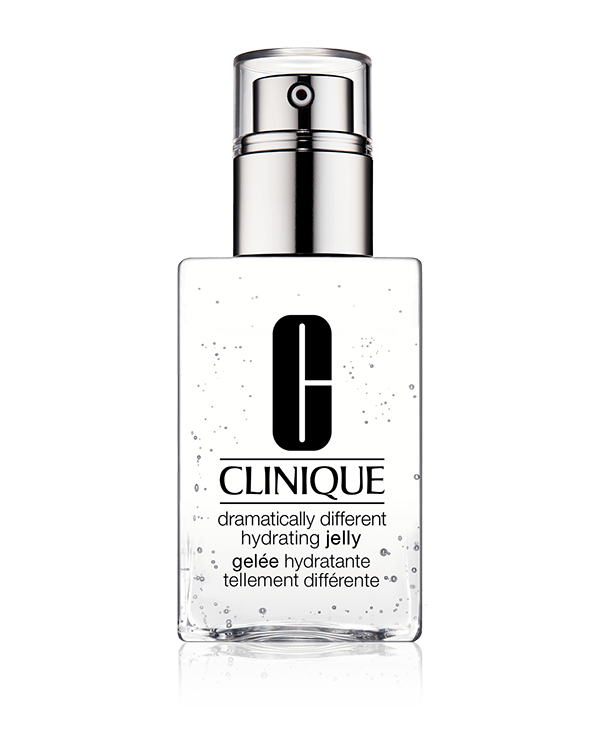 C
CLINIQUE
dramatically different
hydrating jelly
gelée hydratante
tellement différente